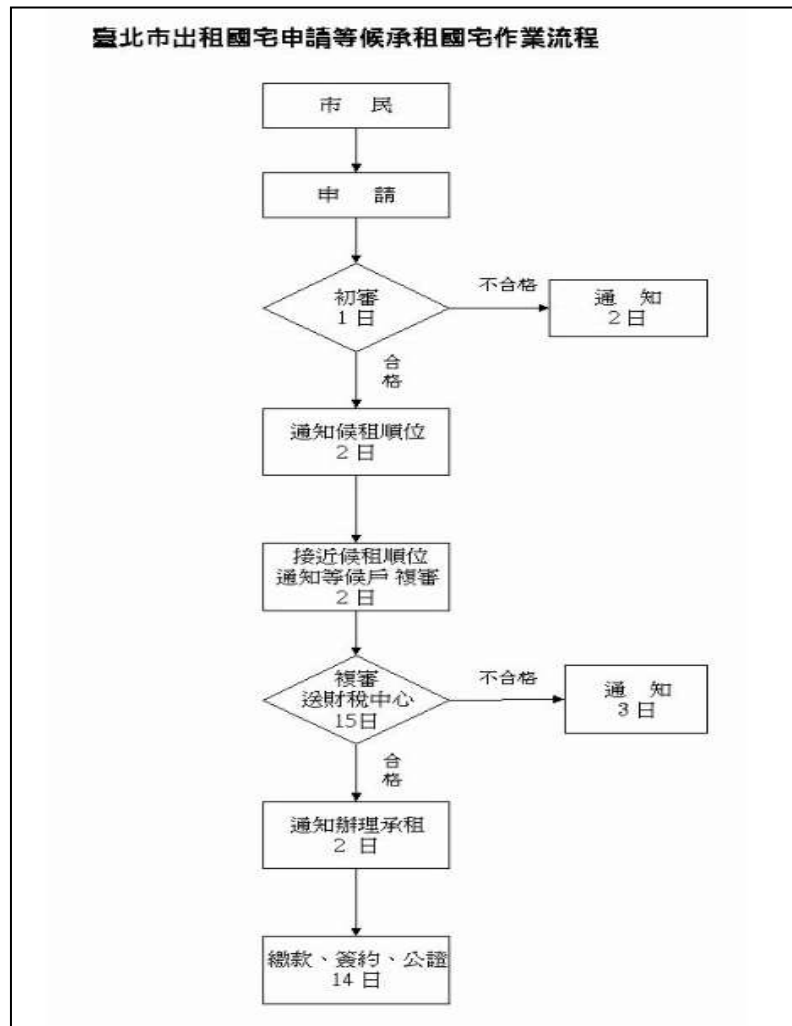 臺北市出租國宅申請等候承租國宅作業流程
市 民
申 請
初審
1 日
不合格
通 知
2 日
合
格
通知候租順位
2 日
接近候租順位
通知等候戶 複審
2 日
複審
送財稅中心
15日
不合格
通 知
3 日
合
格
通知辦理承租
2 日
繳款、簽約、公證
14 日